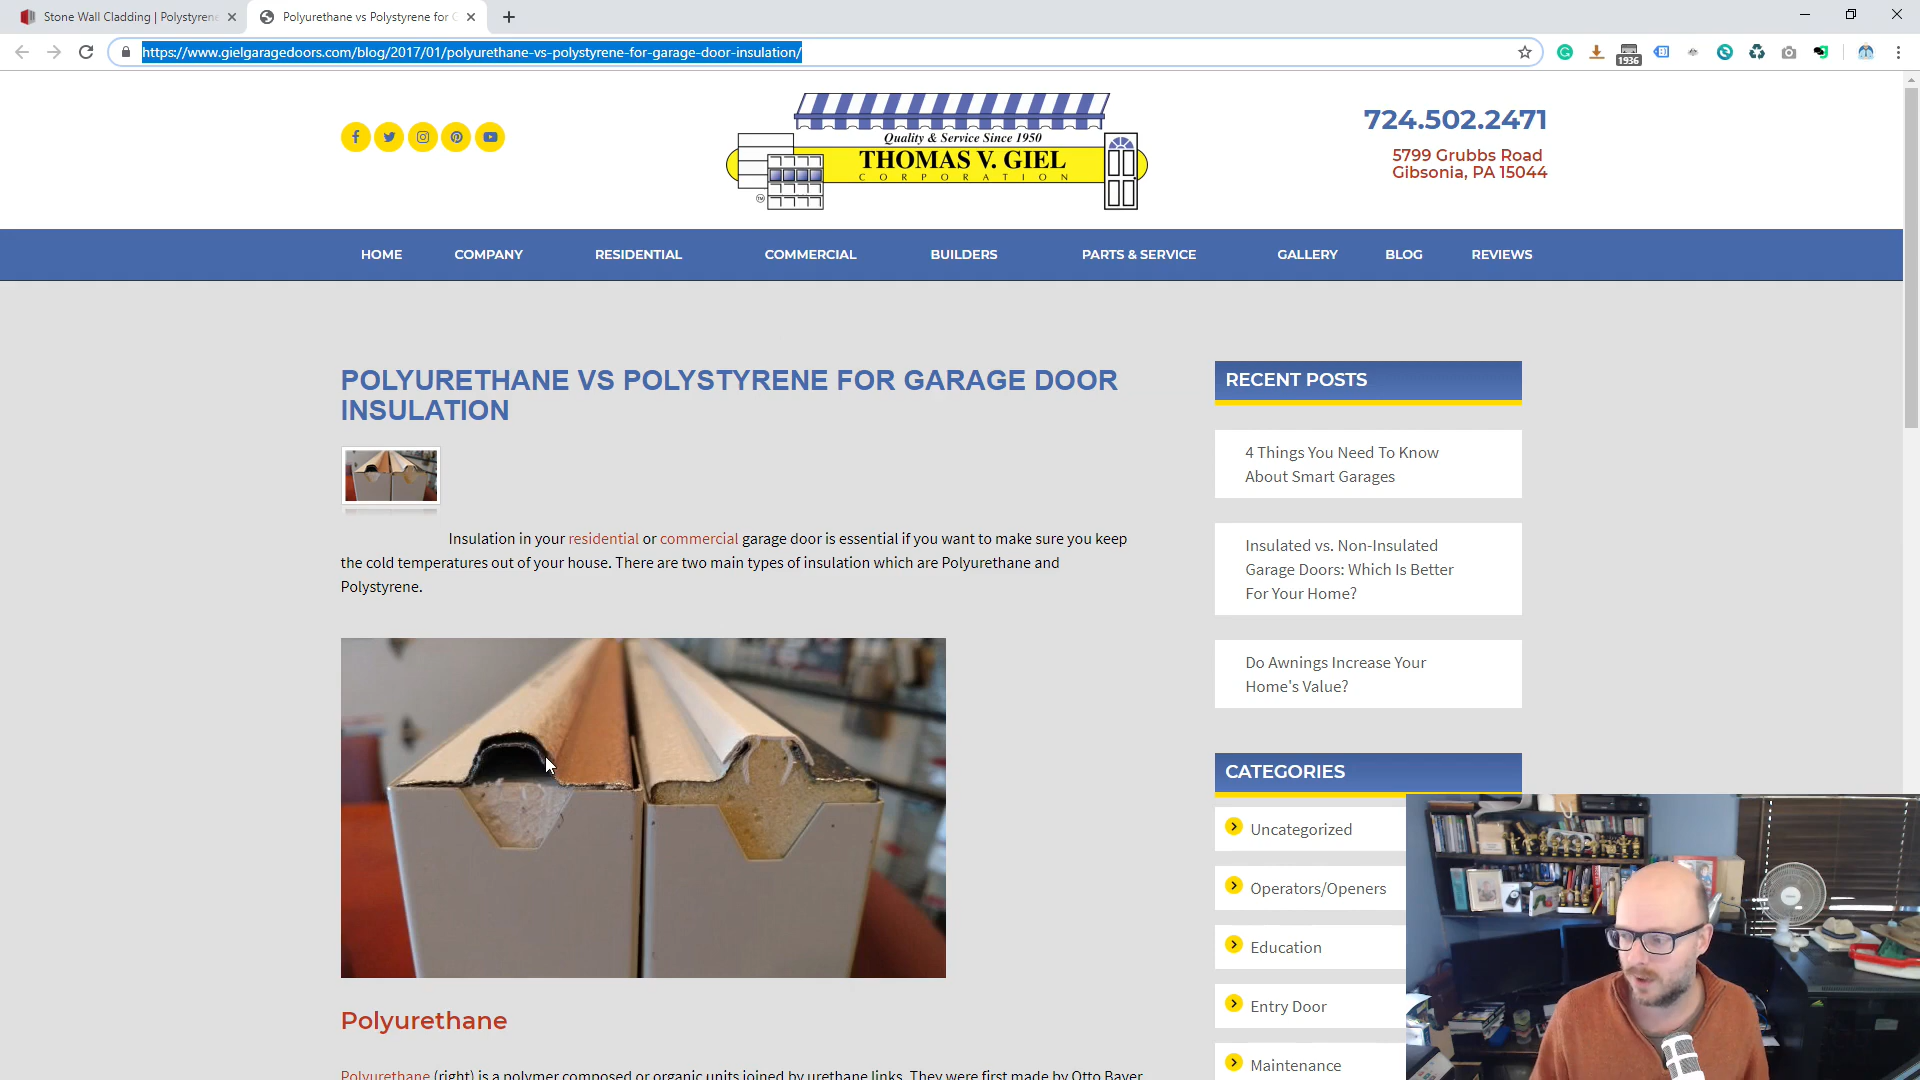 Stone Wall Cladding | Polystyrene
Polyurethane vs Polystyrene for G
https://www.gielgaragedoors.com/blog/2017/01/polyurethane-vs-polystyrene-for-garage-door-insulation/
1936
Quality & Service Since 1950
THOMAS V. GIEL
CORPORATION
TM
724.502.2471
5799 Grubbs Road
Gibsonia, PA 15044
HOME COMPANY RESIDENTIAL COMMERCIAL BUILDERS PARTS & SERVICE GALLERY BLOG REVIEWS
POLYURETHANE VS POLYSTYRENE FOR GARAGE DOOR
INSULATION
Insulation in your residential or commercial garage door is essential if you want to make sure you keep
the cold temperatures out of your house. There are two main types of insulation which are Polyurethane and
Polystyrene.
Polyurethane
Polyurethane (right) is a polymer composed or organic units joined by urethane links. They were first made by Otto Bayer
RECENT POSTS
4 Things You Need To Know
About Smart Garages
Insulated vs. Non-Insulated
Garage Doors: Which Is Better
For Your Home?
Do Awnings Increase Your
Home's Value?
CATEGORIES
Uncategorized
Operators/Openers
Education
Entry Door
Maintenance